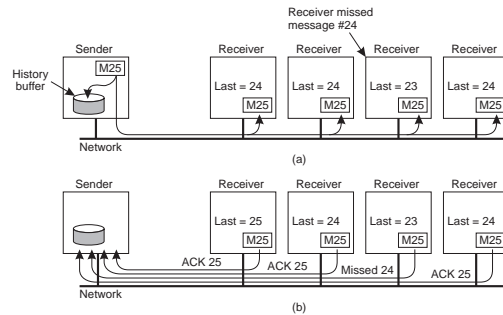 Receiver missed
message #24
Sender
Receiver
Receiver
Receiver
Receiver
M25
History
buffer
Last = 24
Last = 24
Last = 23
Last = 24
M25
M25
M25
M25
Network
(a)
Sender
Receiver
Receiver
Receiver
Receiver
Last = 25
Last = 24
Last = 23
Last = 24
M25
M25
M25
M25
ACK 25
ACK 25
Missed 24
ACK 25
Network
(b)